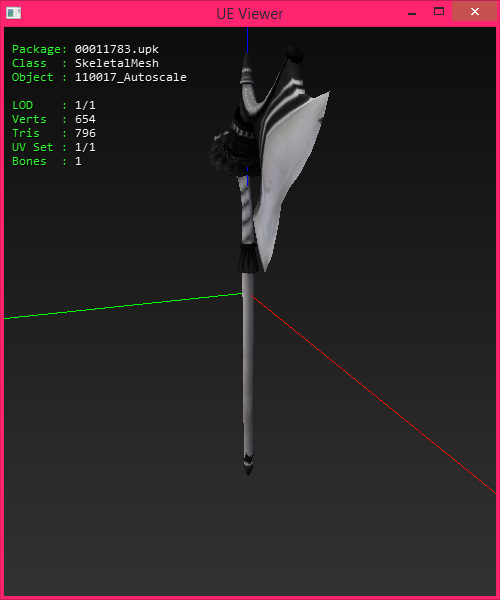 UE Viewer
Package: 00011783.upk
Class  : SkeletalMesh
Object : 110017_Autoscale
LOD    : 1/1
Verts  : 654
Tris   : 796
UV Set : 1/1
Bones  : 1